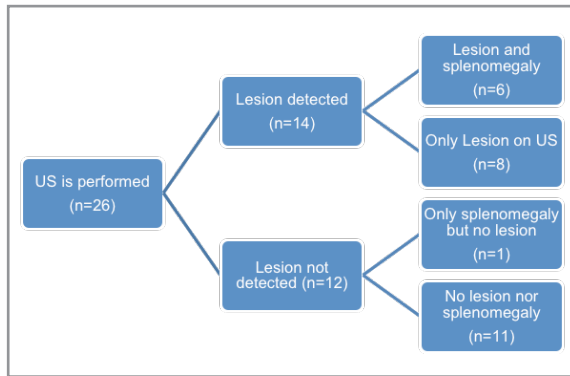 US is performed
(n=26)
Lesion detected
(n=14)
Lesion not
detected (n=12)
Lesion and
splenomegaly
(n=6)
Only Lesion on US
(n=8)
Only splenomegaly
but no lesion
(n=1)
No lesion nor
splenomegaly
(n=11)